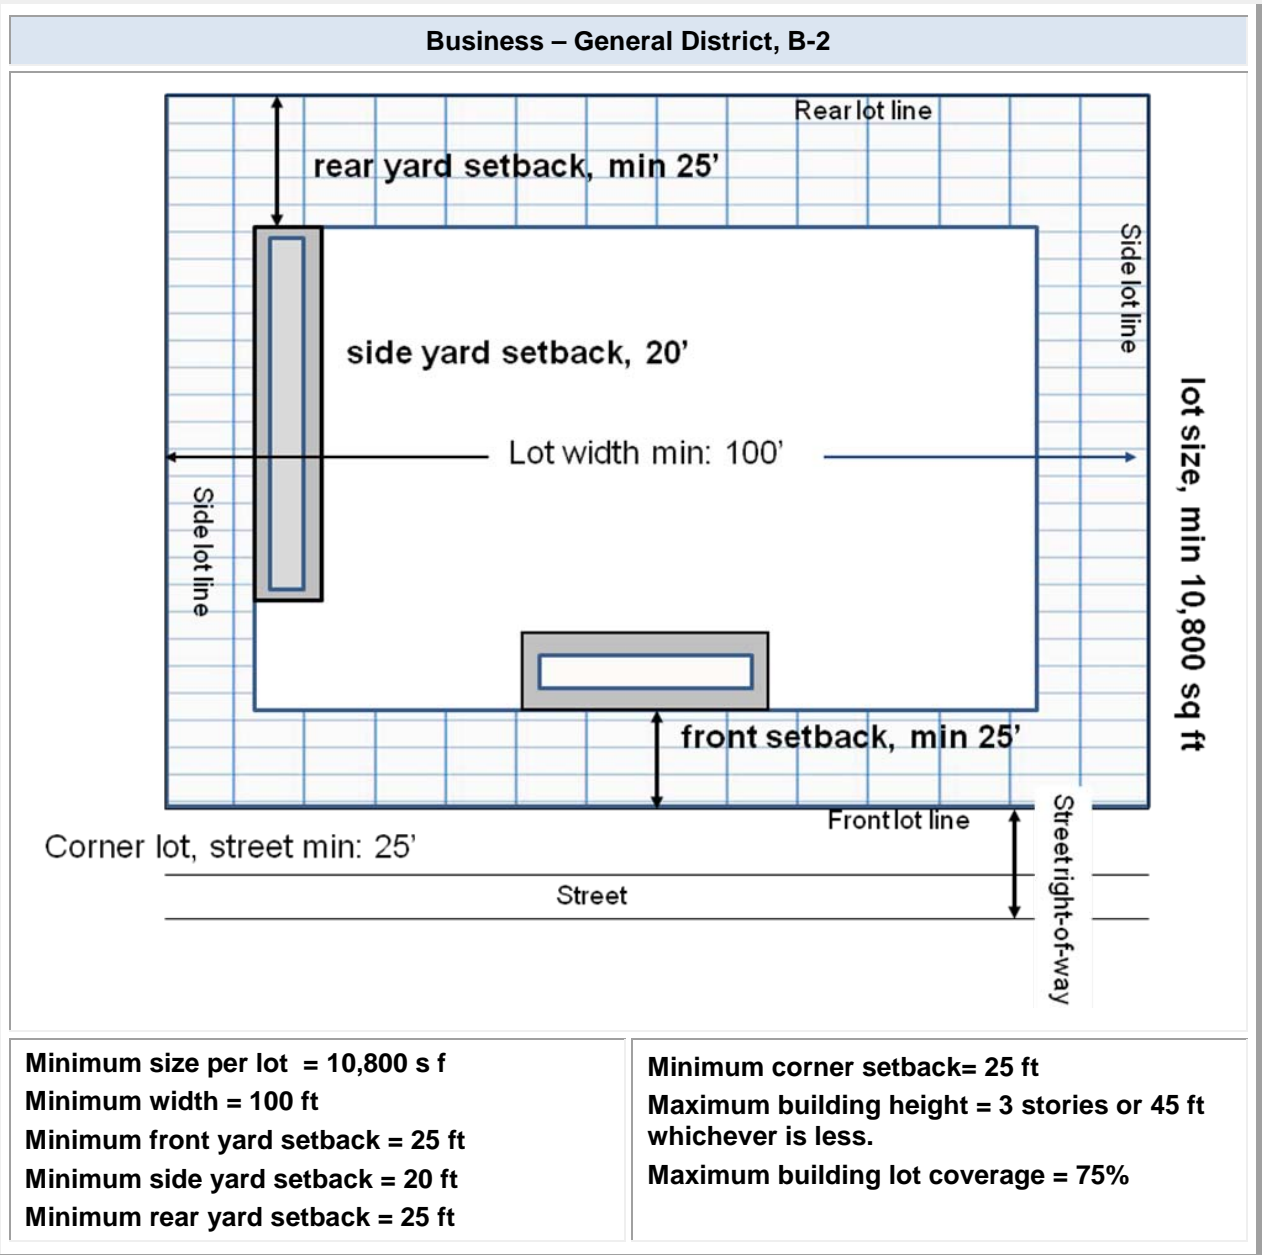 Business – General District, B-2
Rear lot line
rear yard setback, min 25’
Side lot line
side yard setback, 20’
lot size, min 10,800 sq ft
Lot width min: 100’
Side lot line
front setback, min 25’
Front lot line
Street right-of-way
Corner lot, street min: 25’
Street
Minimum size per lot = 10,800 s f
Minimum width = 100 ft
Minimum front yard setback = 25 ft
Minimum side yard setback = 20 ft
Minimum rear yard setback = 25 ft
Minimum corner setback= 25 ft
Maximum building height = 3 stories or 45 ft
whichever is less.
Maximum building lot coverage = 75%